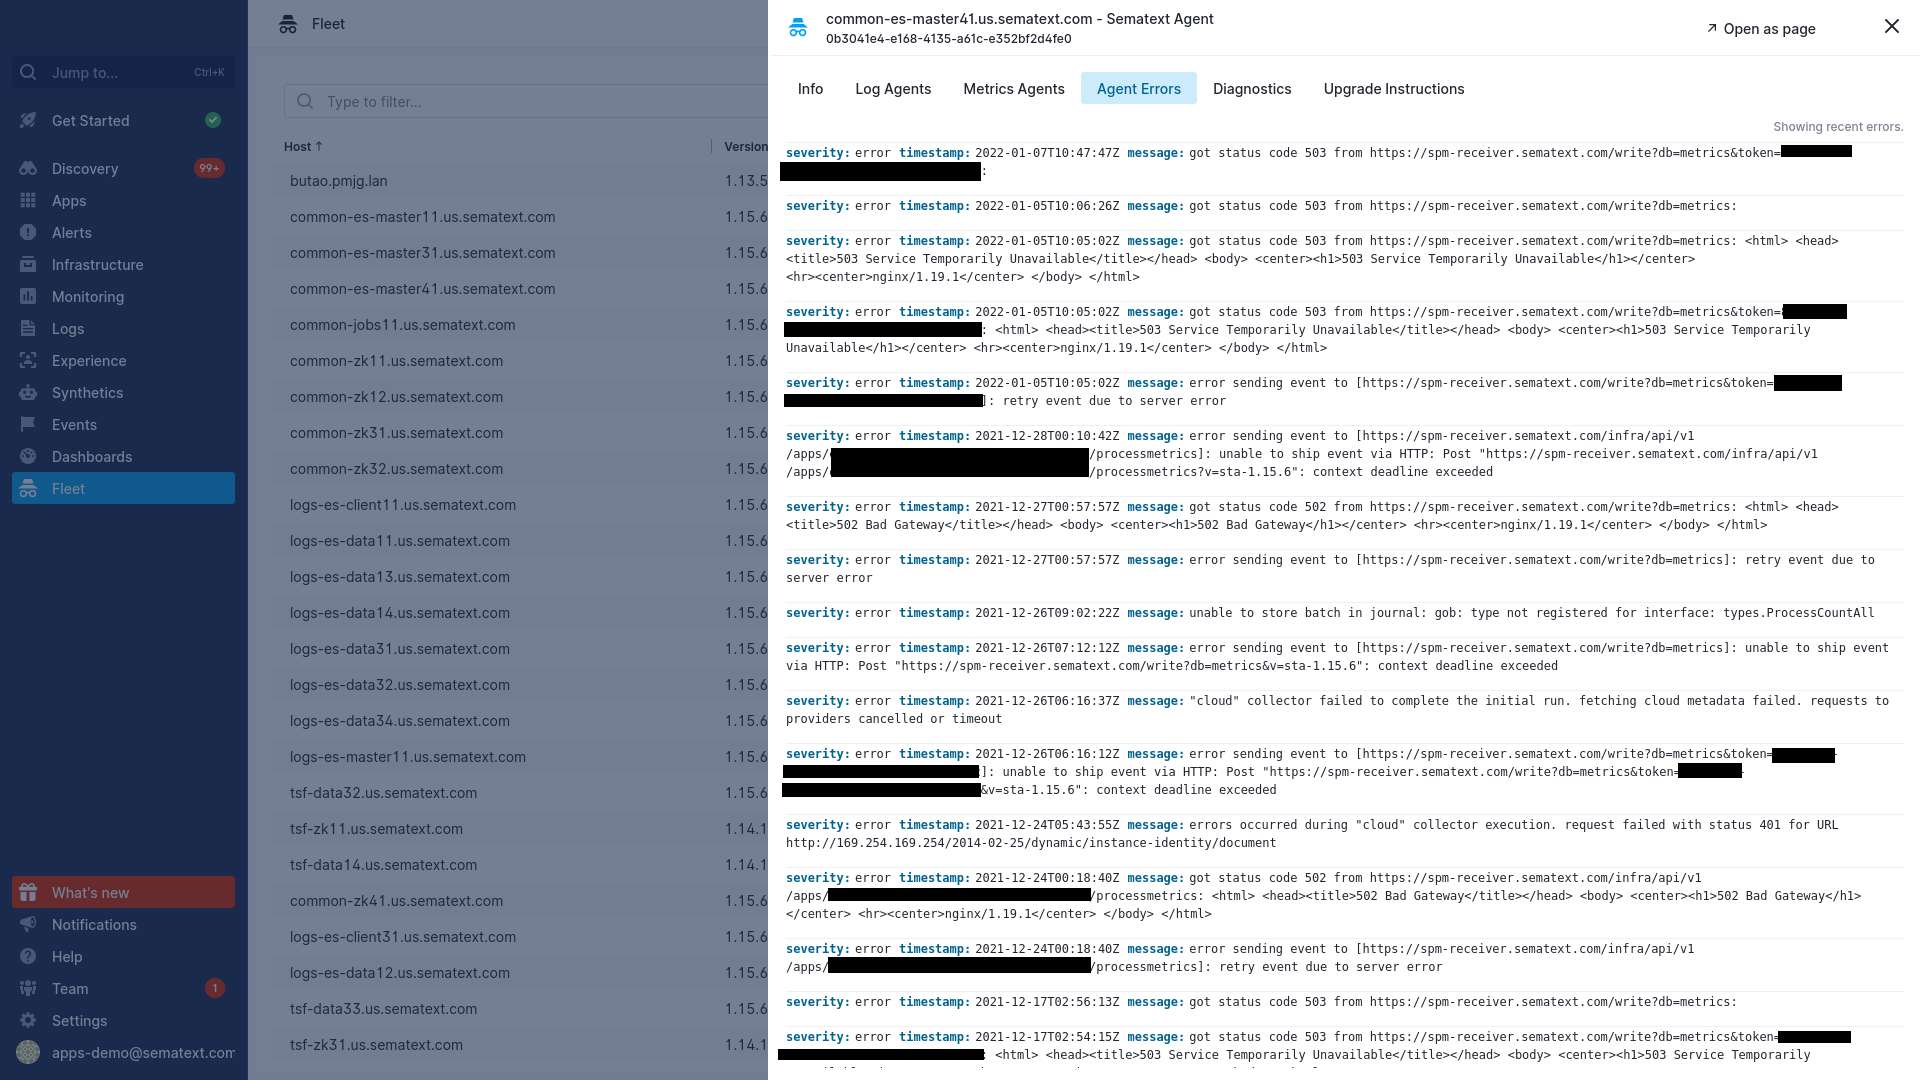 Jump to...
Ctrl+K
Get Started
Discovery
99+
Apps
Alerts
Infrastructure
Monitoring
Logs
Experience
Synthetics
Events
Dashboards
Fleet
What's new
Notifications
Help
Team
1
Settings
apps-demo@sematext.com
Fleet
Type to filter...
Host ↑
Version
butao.pmjg.lan
1.13.5
common-es-master11.us.sematext.com
1.15.6
common-es-master31.us.sematext.com
1.15.6
common-es-master41.us.sematext.com
1.15.6
common-jobs11.us.sematext.com
1.15.6
common-zk11.us.sematext.com
1.15.6
common-zk12.us.sematext.com
1.15.6
common-zk31.us.sematext.com
1.15.6
common-zk32.us.sematext.com
1.15.6
logs-es-client11.us.sematext.com
1.15.6
logs-es-data11.us.sematext.com
1.15.6
logs-es-data13.us.sematext.com
1.15.6
logs-es-data14.us.sematext.com
1.15.6
logs-es-data31.us.sematext.com
1.15.6
logs-es-data32.us.sematext.com
1.15.6
logs-es-data34.us.sematext.com
1.15.6
logs-es-master11.us.sematext.com
1.15.6
tsf-data32.us.sematext.com
1.15.6
tsf-zk11.us.sematext.com
1.14.1
tsf-data14.us.sematext.com
1.14.1
common-zk41.us.sematext.com
1.15.6
logs-es-client31.us.sematext.com
1.15.6
logs-es-data12.us.sematext.com
1.15.6
tsf-data33.us.sematext.com
1.15.6
tsf-zk31.us.sematext.com
1.14.1
common-es-master41.us.sematext.com - Sematext Agent
0b3041e4-e168-4135-a61c-e352bf2d4fe0
Open as page
Info
Log Agents
Metrics Agents
Agent Errors
Diagnostics
Upgrade Instructions
Showing recent errors.
severity: error timestamp: 2022-01-07T10:47:47Z message: got status code 503 from https://spm-receiver.sematext.com/write?db=metrics&token=
:
severity: error timestamp: 2022-01-05T10:06:26Z message: got status code 503 from https://spm-receiver.sematext.com/write?db=metrics:
severity: error timestamp: 2022-01-05T10:05:02Z message: got status code 503 from https://spm-receiver.sematext.com/write?db=metrics: <html> <head>
<title>503 Service Temporarily Unavailable</title></head> <body> <center><h1>503 Service Temporarily Unavailable</h1></center>
<hr><center>nginx/1.19.1</center> </body> </html>
severity: error timestamp: 2022-01-05T10:05:02Z message: got status code 503 from https://spm-receiver.sematext.com/write?db=metrics&token=
: <html> <head><title>503 Service Temporarily Unavailable</title></head> <body> <center><h1>503 Service Temporarily
Unavailable</h1></center> <hr><center>nginx/1.19.1</center> </body> </html>
severity: error timestamp: 2022-01-05T10:05:02Z message: error sending event to [https://spm-receiver.sematext.com/write?db=metrics&token=
]: retry event due to server error
severity: error timestamp: 2021-12-28T00:10:42Z message: error sending event to [https://spm-receiver.sematext.com/infra/api/v1
/apps/ /processmetrics]: unable to ship event via HTTP: Post "https://spm-receiver.sematext.com/infra/api/v1
/apps/ /processmetrics?v=sta-1.15.6": context deadline exceeded
severity: error timestamp: 2021-12-27T00:57:57Z message: got status code 502 from https://spm-receiver.sematext.com/write?db=metrics: <html> <head>
<title>502 Bad Gateway</title></head> <body> <center><h1>502 Bad Gateway</h1></center> <hr><center>nginx/1.19.1</center> </body> </html>
severity: error timestamp: 2021-12-27T00:57:57Z message: error sending event to [https://spm-receiver.sematext.com/write?db=metrics]: retry event due to
server error
severity: error timestamp: 2021-12-26T09:02:22Z message: unable to store batch in journal: gob: type not registered for interface: types.ProcessCountAll
severity: error timestamp: 2021-12-26T07:12:12Z message: error sending event to [https://spm-receiver.sematext.com/write?db=metrics]: unable to ship event
via HTTP: Post "https://spm-receiver.sematext.com/write?db=metrics&v=sta-1.15.6": context deadline exceeded
severity: error timestamp: 2021-12-26T06:16:37Z message: "cloud" collector failed to complete the initial run. fetching cloud metadata failed. requests to
providers cancelled or timeout
severity: error timestamp: 2021-12-26T06:16:12Z message: error sending event to [https://spm-receiver.sematext.com/write?db=metrics&token=
]: unable to ship event via HTTP: Post "https://spm-receiver.sematext.com/write?db=metrics&token=
&v=sta-1.15.6": context deadline exceeded
severity: error timestamp: 2021-12-24T05:43:55Z message: errors occurred during "cloud" collector execution. request failed with status 401 for URL
http://169.254.169.254/2014-02-25/dynamic/instance-identity/document
severity: error timestamp: 2021-12-24T00:18:40Z message: got status code 502 from https://spm-receiver.sematext.com/infra/api/v1
/apps/ /processmetrics: <html> <head><title>502 Bad Gateway</title></head> <body> <center><h1>502 Bad Gateway</h1>
</center> <hr><center>nginx/1.19.1</center> </body> </html>
severity: error timestamp: 2021-12-24T00:18:40Z message: error sending event to [https://spm-receiver.sematext.com/infra/api/v1
/apps/ /processmetrics]: retry event due to server error
severity: error timestamp: 2021-12-17T02:56:13Z message: got status code 503 from https://spm-receiver.sematext.com/write?db=metrics:
severity: error timestamp: 2021-12-17T02:54:15Z message: got status code 503 from https://spm-receiver.sematext.com/write?db=metrics&token=
: <html> <head><title>503 Service Temporarily Unavailable</title></head> <body> <center><h1>503 Service Temporarily